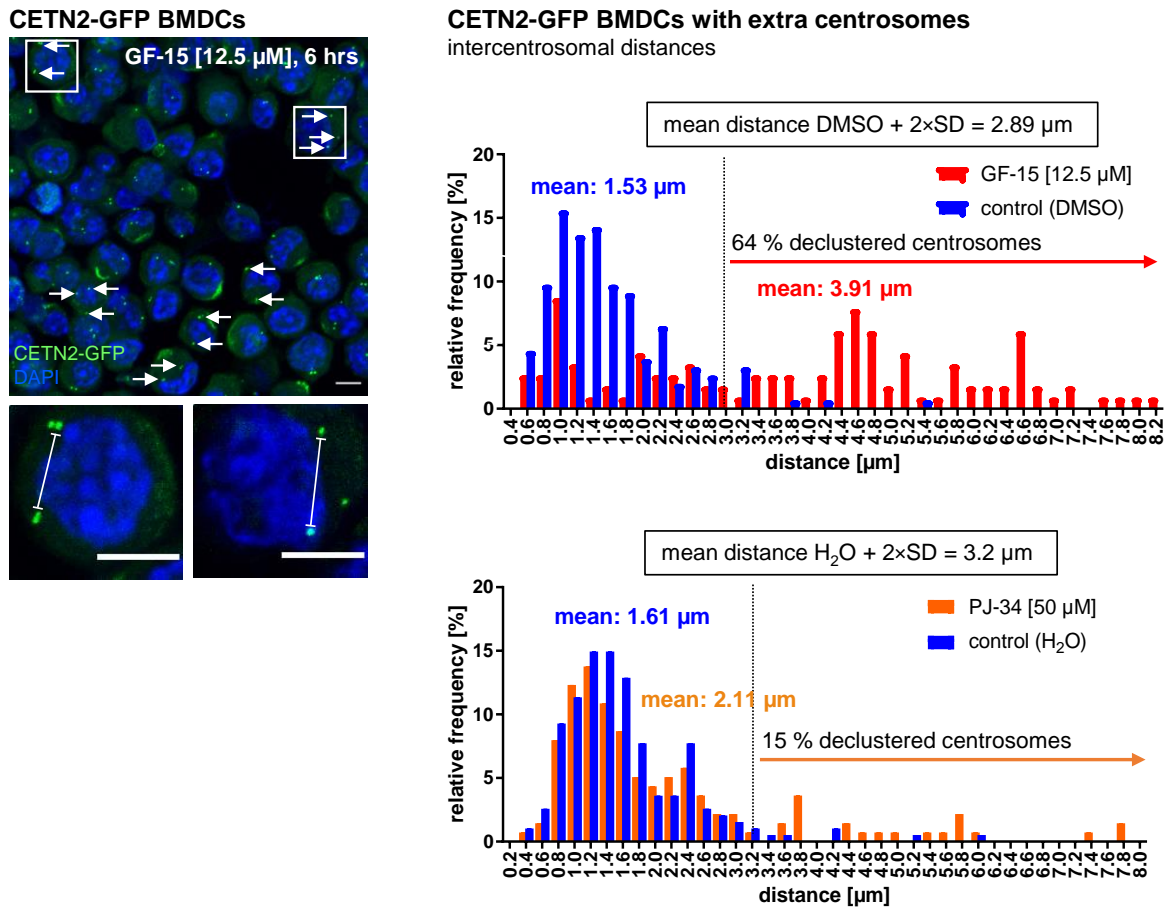 CETN2-GFP BMDCs
GF-15 [12.5 µM], 6 hrs
CETN2-GFP
DAPI
CETN2-GFP BMDCs with extra centrosomes
intercentrosomal distances
mean distance DMSO + 2×SD = 2.89 µm
20
15
10
5
0
relative frequency [%]
mean: 1.53 µm
GF-15 [12.5 µM]
control (DMSO)
64 % declustered centrosomes
mean: 3.91 µm
0.4 0.6 0.8 1.0 1.2 1.4 1.6 1.8 2.0 2.2 2.4 2.6 2.8 3.0 3.2 3.4 3.6 3.8 4.0 4.2 4.4 4.6 4.8 5.0 5.2 5.4 5.6 5.8 6.0 6.2 6.4 6.6 6.8 7.0 7.2 7.4 7.6 7.8 8.0 8.2
distance [µm]
mean distance H₂O + 2×SD = 3.2 µm
20
15
10
5
0
relative frequency [%]
mean: 1.61 µm
PJ-34 [50 µM]
control (H₂O)
mean: 2.11 µm
15 % declustered centrosomes
0.2 0.4 0.6 0.8 1.0 1.2 1.4 1.6 1.8 2.0 2.2 2.4 2.6 2.8 3.0 3.2 3.4 3.6 3.8 4.0 4.2 4.4 4.6 4.8 5.0 5.2 5.4 5.6 5.8 6.0 6.2 6.4 6.6 6.8 7.0 7.2 7.4 7.6 7.8 8.0
distance [µm]